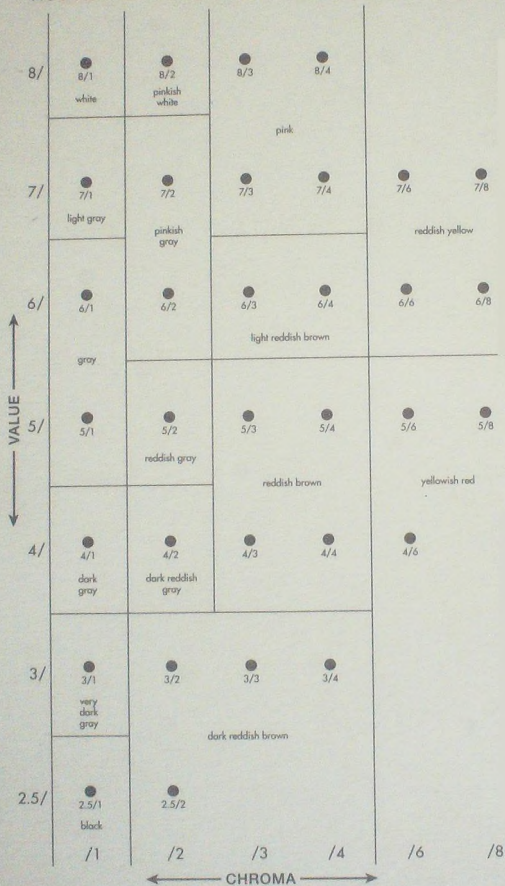 8/
8/1
8/2
8/3
8/4
white
pinkish
white
pink
7/
7/1
7/2
7/3
7/4
7/6
7/8
light gray
pinkish
gray
reddish yellow
6/
6/1
6/2
6/3
6/4
6/6
6/8
light reddish brown
gray
VALUE
5/
5/1
5/2
5/3
5/4
5/6
5/8
reddish gray
reddish brown
yellowish red
4/
4/1
4/2
4/3
4/4
4/6
dark
gray
dark reddish
gray
3/
3/1
3/2
3/3
3/4
very
dark
gray
dark reddish brown
2.5/
2.5/1
2.5/2
black
/1
/2
/3
/4
/6
/8
CHROMA